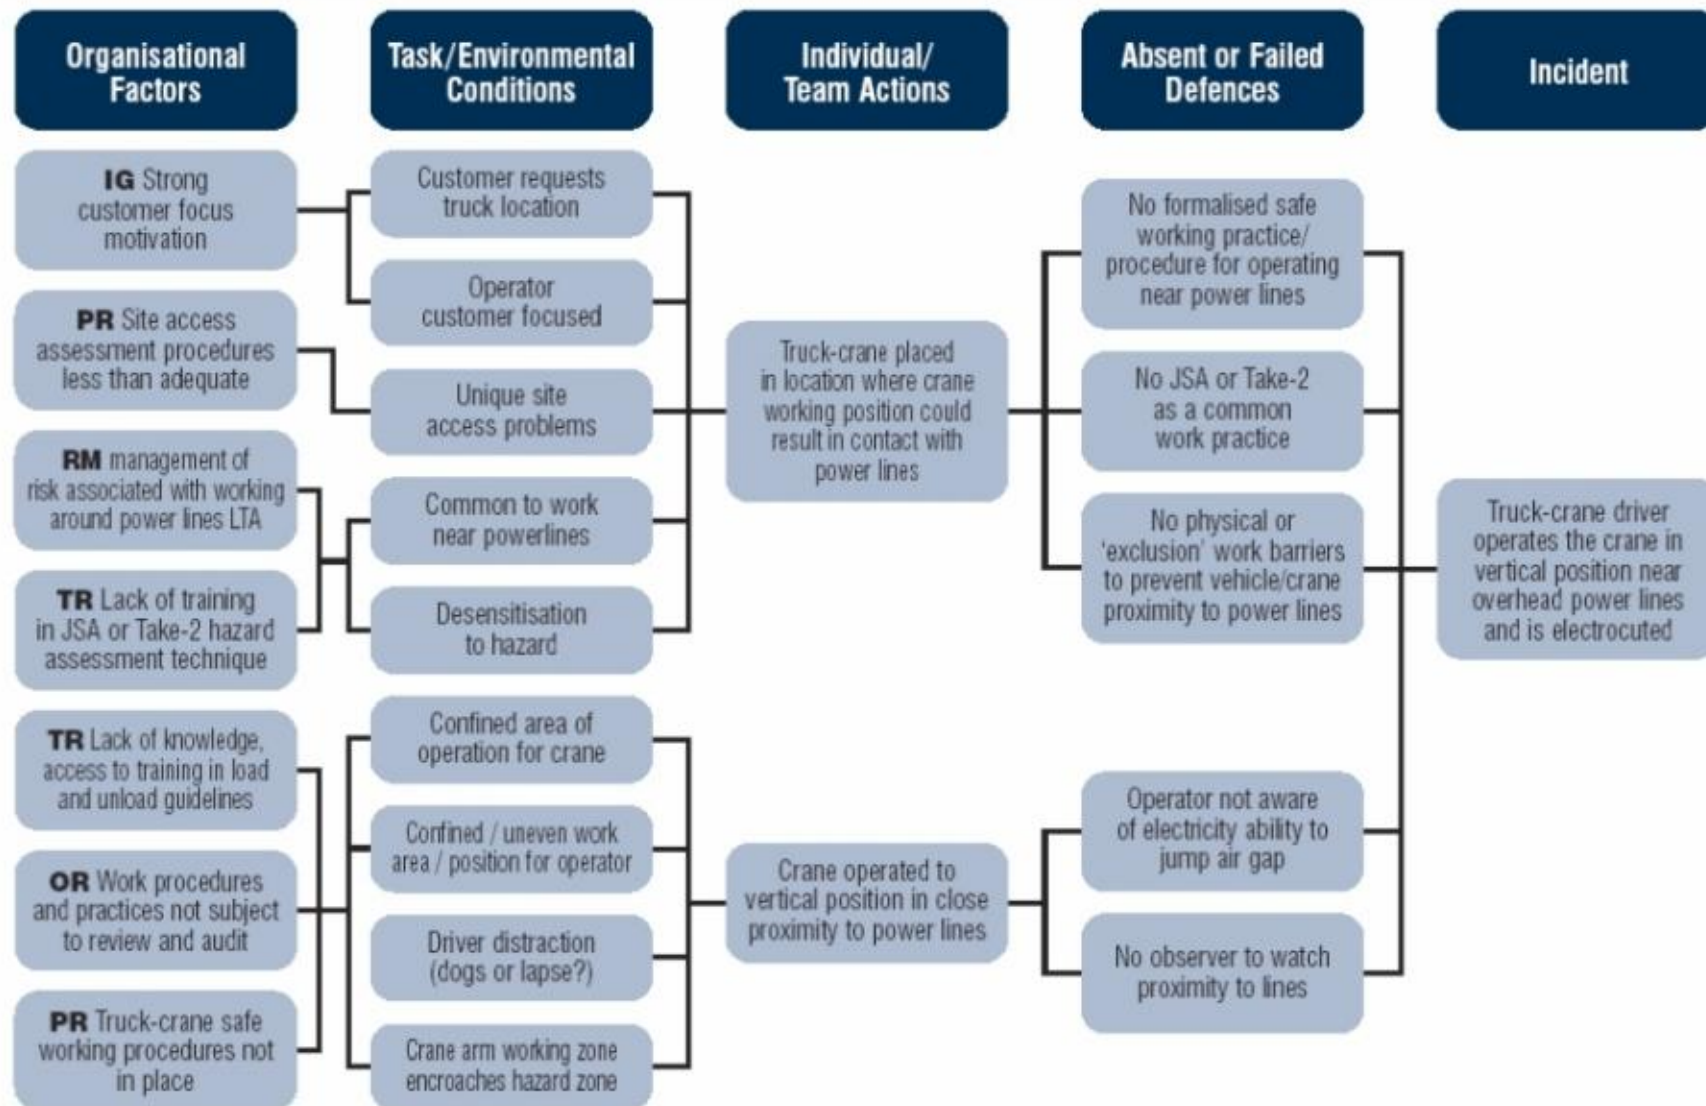 Organisational
Factors
Task/Environmental
Conditions
Individual/
Team Actions
Absent or Failed
Defences
Incident
IG Strong
customer focus
motivation
PR Site access
assessment procedures
less than adequate
RM management of
risk associated with working
around power lines LTA
TR Lack of training
in JSA or Take-2 hazard
assessment technique
TR Lack of knowledge,
access to training in load
and unload guidelines
OR Work procedures
and practices not subject
to review and audit
PR Truck-crane safe
working procedures not
in place
Customer requests
truck location
Operator
customer focused
Unique site
access problems
Common to work
near powerlines
Desensitisation
to hazard
Confined area of
operation for crane
Confined / uneven work
area / position for operator
Driver distraction
(dogs or lapse?)
Crane arm working zone
encroaches hazard zone
Truck-crane placed
in location where crane
working position could
result in contact with
power lines
Crane operated to
vertical position in close
proximity to power lines
No formalised safe
working practice/
procedure for operating
near power lines
No JSA or Take-2
as a common
work practice
No physical or
‘exclusion’ work barriers
to prevent vehicle/crane
proximity to power lines
Operator not aware
of electricity ability to
jump air gap
No observer to watch
proximity to lines
Truck-crane driver
operates the crane in
vertical position near
overhead power lines
and is electrocuted